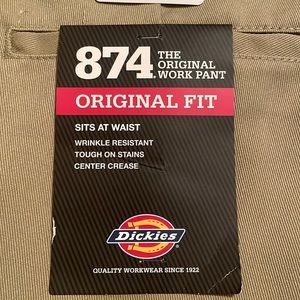 874 THE
ORIGINAL
WORK PANT
ORIGINAL FIT
SITS AT WAIST
WRINKLE RESISTANT
TOUGH ON STAINS
CENTER CREASE
Dickies
QUALITY WORKWEAR SINCE 1922